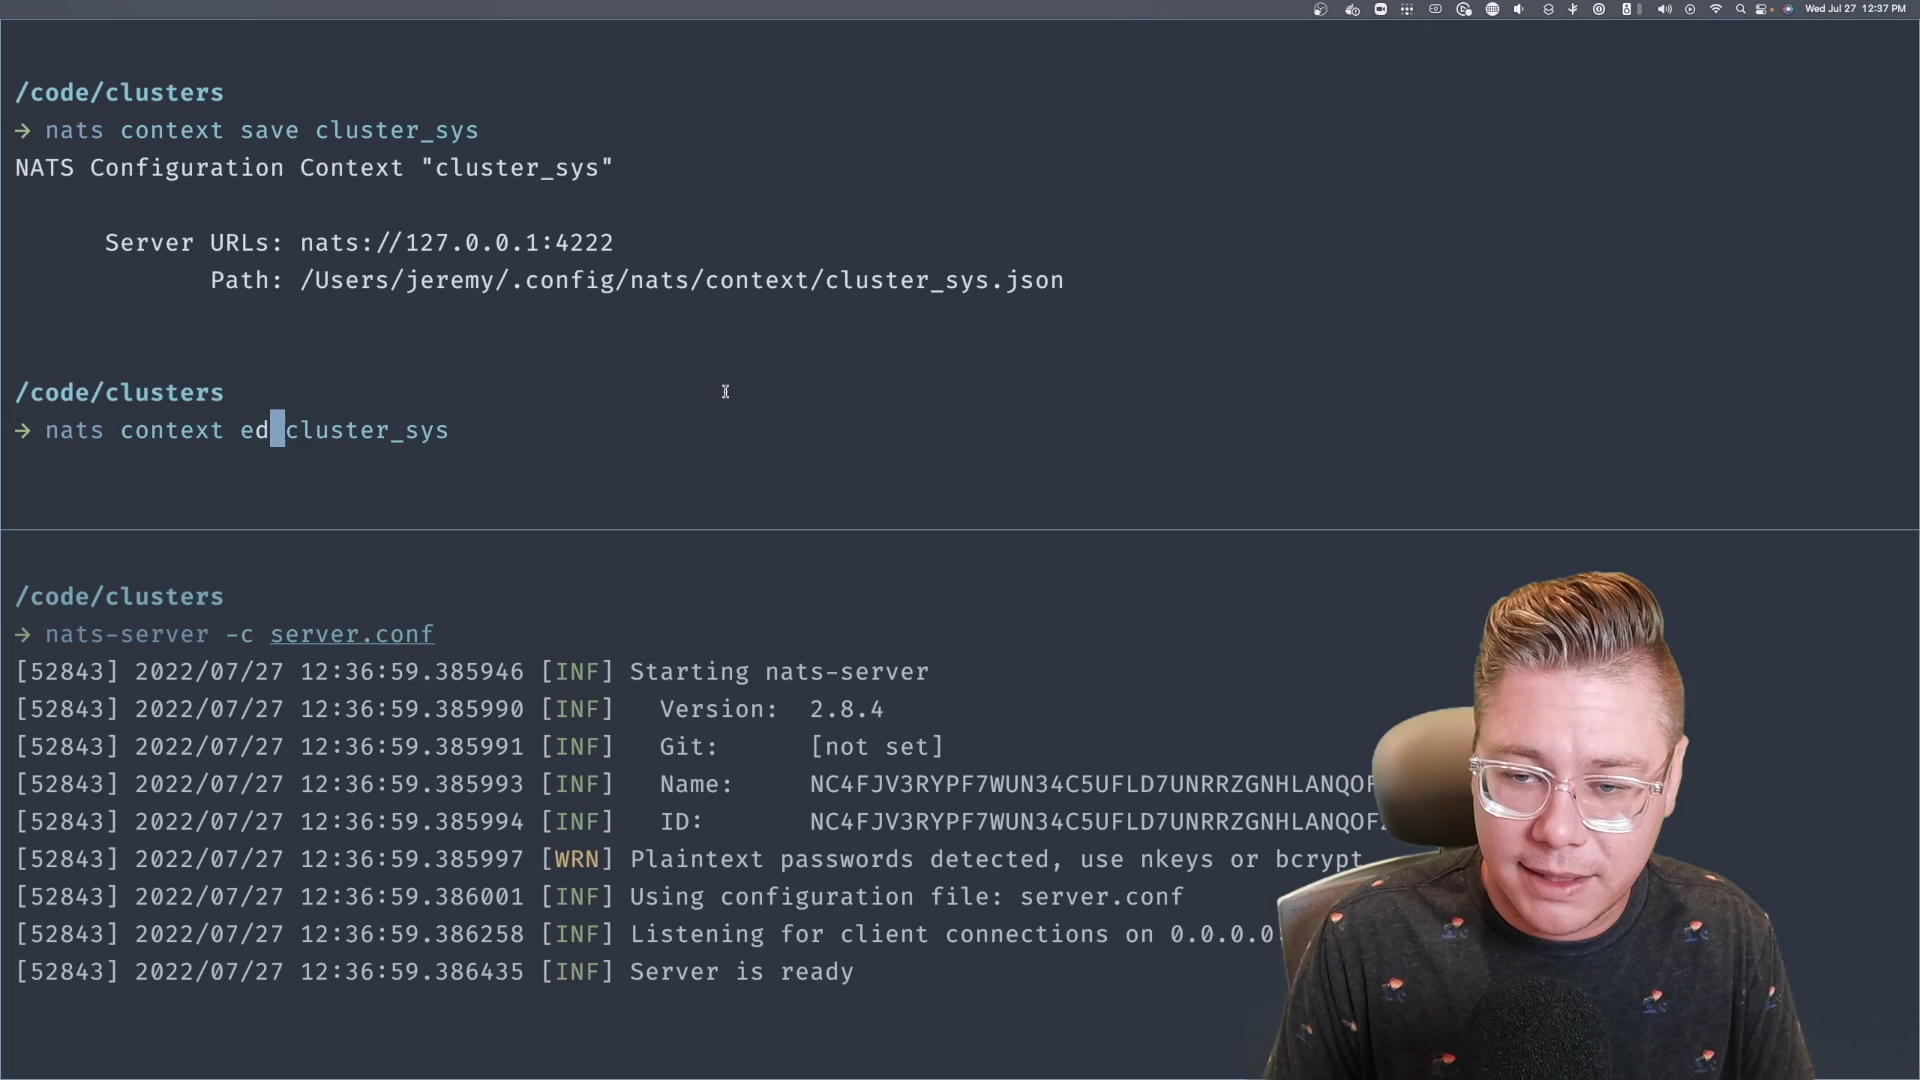 Wed Jul 27 12:37 PM
/code/clusters
→ nats context save cluster_sys
NATS Configuration Context "cluster_sys"
Server URLs: nats://127.0.0.1:4222
Path: /Users/jeremy/.config/nats/context/cluster_sys.json
/code/clusters
→ nats context ed cluster_sys
/code/clusters
→ nats-server -c server.conf
[52843] 2022/07/27 12:36:59.385946 [INF] Starting nats-server
[52843] 2022/07/27 12:36:59.385990 [INF] Version: 2.8.4
[52843] 2022/07/27 12:36:59.385991 [INF] Git: [not set]
[52843] 2022/07/27 12:36:59.385993 [INF] Name: NC4FJV3RYPF7WUN34C5UFLD7UNRRZGNHLANQOF
[52843] 2022/07/27 12:36:59.385994 [INF] ID: NC4FJV3RYPF7WUN34C5UFLD7UNRRZGNHLANQOF
[52843] 2022/07/27 12:36:59.385997 [WRN] Plaintext passwords detected, use nkeys or bcrypt
[52843] 2022/07/27 12:36:59.386001 [INF] Using configuration file: server.conf
[52843] 2022/07/27 12:36:59.386258 [INF] Listening for client connections on 0.0.0.0
[52843] 2022/07/27 12:36:59.386435 [INF] Server is ready